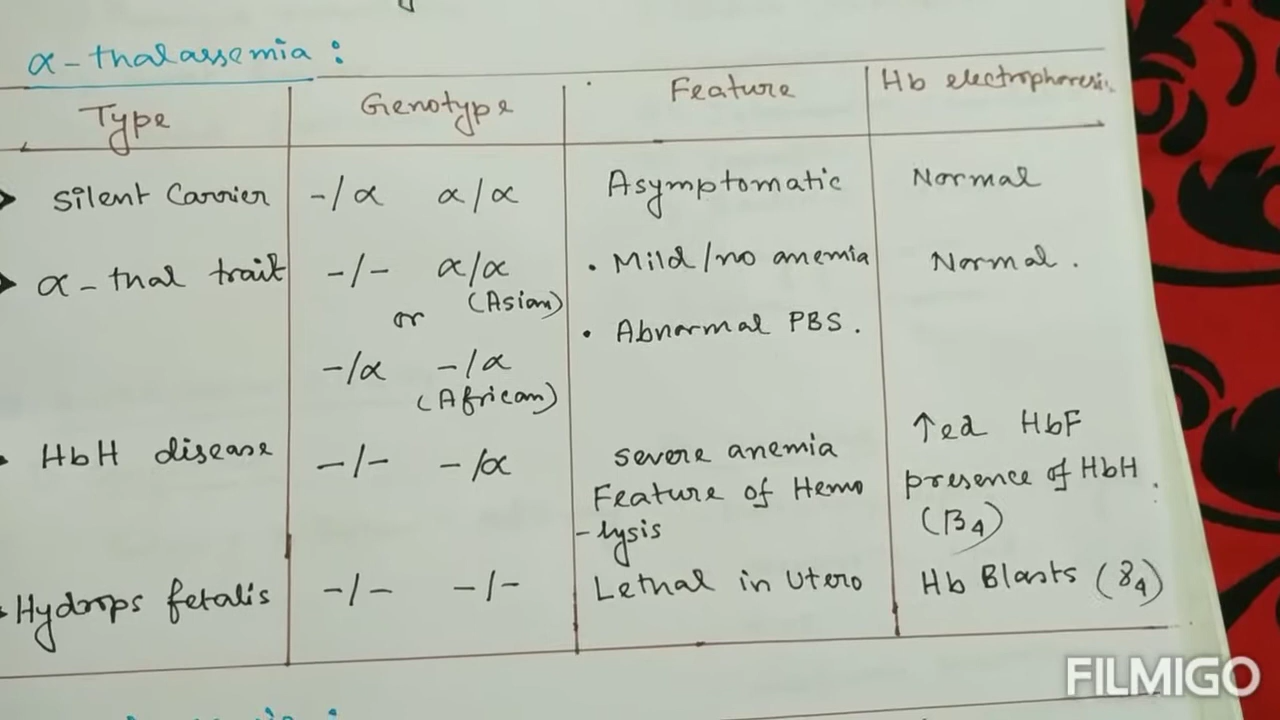 α-thalassemia:
Type Genotype Feature Hb electrophoresis
Silent Carrier -/α α/α Asymptomatic Normal
α-thal trait -/- α/α (Asian) • Mild/no anemia Normal.
or • Abnormal PBS.
-/α -/α (African)
HbH disease -/- -/α severe anemia ↑ed HbF
Feature of Hemo presence of HbH.
-lysis (β4)
Hydrops fetalis -/- -/- Lethal in Utero Hb Blasts (γ4)
FILMIGO